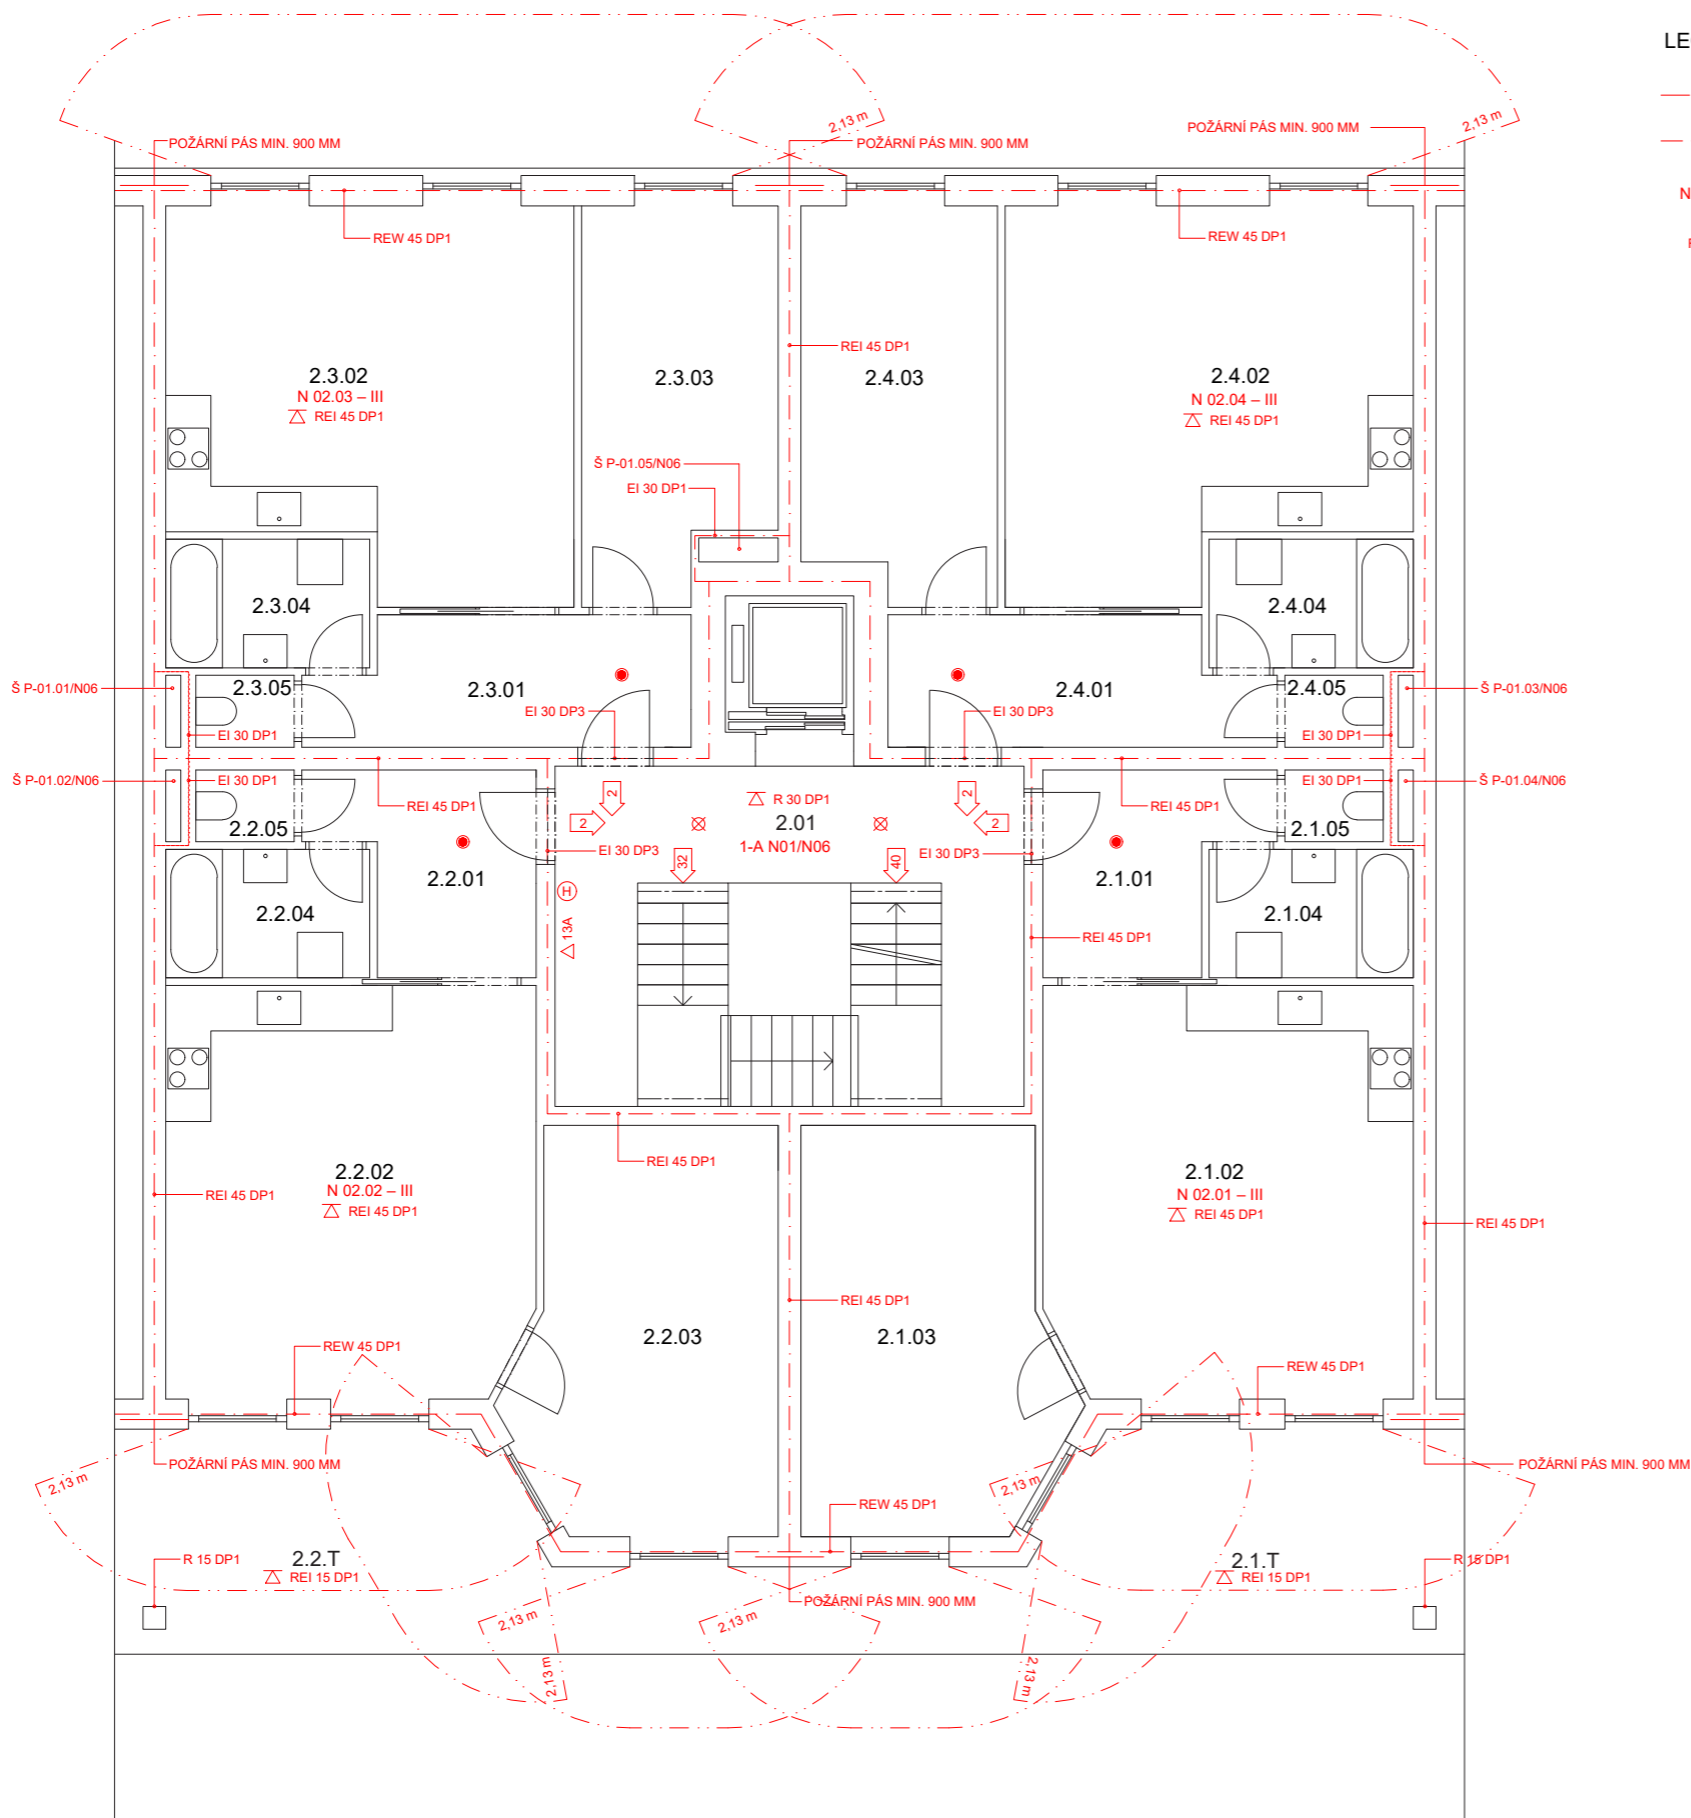 LE
2,13 m
2,13 m
POŽÁRNÍ PÁS MIN. 900 MM
POŽÁRNÍ PÁS MIN. 900 MM
POŽÁRNÍ PÁS MIN. 900 MM
N
REW 45 DP1
REW 45 DP1
REI 45 DP1
2.3.02
N 02.03 – III
REI 45 DP1
2.3.03
2.4.03
2.4.02
N 02.04 – III
REI 45 DP1
Š P-01.05/N06
EI 30 DP1
2.3.04
2.4.04
Š P-01.01/N06
2.3.05
2.3.01
2.4.01
2.4.05
Š P-01.03/N06
EI 30 DP1
EI 30 DP3
EI 30 DP3
EI 30 DP1
Š P-01.02/N06
EI 30 DP1
REI 45 DP1
2
R 30 DP1
2
REI 45 DP1
EI 30 DP1
Š P-01.04/N06
2.2.05
2
2.01
2
2.1.05
EI 30 DP3
1-A N01/N06
EI 30 DP3
32
40
2.2.01
2.1.01
H
2.2.04
2.1.04
13A
REI 45 DP1
REI 45 DP1
2.2.02
N 02.02 – III
REI 45 DP1
REI 45 DP1
2.1.02
N 02.01 – III
REI 45 DP1
REI 45 DP1
REI 45 DP1
2.2.03
2.1.03
REW 45 DP1
REW 45 DP1
POŽÁRNÍ PÁS MIN. 900 MM
POŽÁRNÍ PÁS MIN. 900 MM
2,13 m
2,13 m
REW 45 DP1
R 15 DP1
2.2.T
REI 15 DP1
2.1.T
REI 15 DP1
R 15 DP1
POŽÁRNÍ PÁS MIN. 900 MM
2,13 m
2,13 m
2,13 m
2,13 m